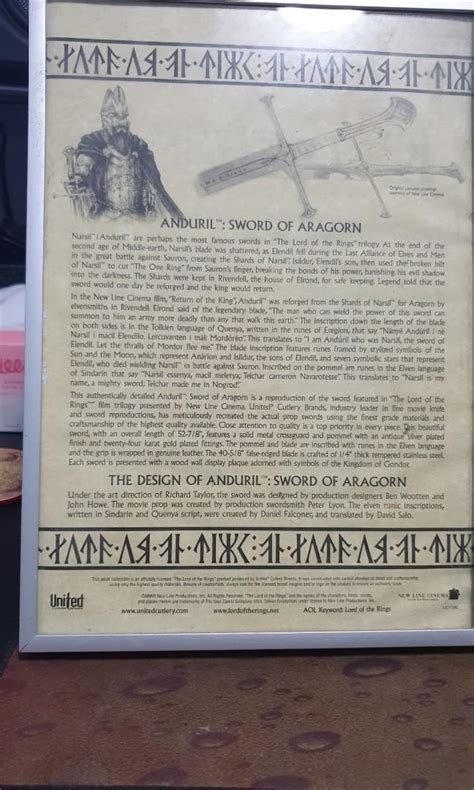 Original pencil drawings
courtesy of New Line Cinema
ANDURIL™: SWORD OF ARAGORN
Narsil™/Anduril™ are perhaps the most famous swords in "The Lord of the Rings" trilogy. At the end of the
second age of Middle-earth, Narsil's blade was shattered, as Elendil fell during the Last Alliance of Elves and Men
in the great battle against Sauron, creating the Shards of Narsil™. Isildur, Elendil's son, then used the broken hilt
of Narsil™ to cut "The One Ring" from Sauron's finger, breaking the bonds of his power, banishing his evil shadow
into the darkness. The Shards were kept in Rivendell, the house of Elrond, for safe keeping. Legend told that the
sword would one day be reforged and the king would return.
In the New Line Cinema film, "Return of the King", Anduril™ was reforged from the Shards of Narsil™ for Aragorn by
elvensmiths in Rivendell. Elrond said of the legendary blade, "The man who can wield the power of this sword can
summon to him an army more deadly than any that walk this earth." The inscription down the length of the blade
on both sides is in the Tolkien language of Quenya, written in the runes of Eregion, that say "Nányë Andúril i né
Narsil i macil Elendilo. Lercuvanten i máli Mordórëo." This translates to "I am Anduril who was Narsil, the sword of
Elendil. Let the thralls of Mordor flee me." The blade inscription features runes framed by stylized symbols of the
Sun and the Moon, which represent Anárion and Isildur, the sons of Elendil, and seven symbolic stars that represent
Elendil, who died wielding Narsil™ in battle against Sauron. Inscribed on the pommel are runes in the Elven language
of Sindarin that say "Narsil essenya, macil meletrya, Telchar carneron Navarotesse". This translates to "Narsil is my
name, a mighty sword; Telchar made me in Nogrod".
This authentically detailed Anduril™: Sword of Aragorn is a reproduction of the sword featured in "The Lord of the
Rings™" film trilogy presented by New Line Cinema. United® Cutlery Brands, industry leader in fine movie knife
and sword reproductions, has meticulously recreated the actual prop swords using the finest grade materials and
craftsmanship of the highest quality available. Close attention to quality is a top priority in every piece. This beautiful
sword, with an overall length of 52-7/8", features a solid metal crossguard and pommel with an antique silver plated
finish and twenty-four karat gold plated fittings. The pommel and blade are inscribed with runes in the Elven language
and the grip is wrapped in genuine leather. The 40-5/8" false-edged blade is crafted of 1/4" thick tempered stainless steel.
Each sword is presented with a wood wall display plaque adorned with symbols of the Kingdom of Gondor.
THE DESIGN OF ANDURIL™: SWORD OF ARAGORN
Under the art direction of Richard Taylor, the sword was designed by production designers Ben Wootten and
John Howe. The movie prop was created by production swordsmith Peter Lyon. The elven runic inscriptions,
written in Sindarin and Quenya script, were created by Daniel Falconer, and translated by David Salo.
United
www.unitedcutlery.com
www.lordoftherings.net
AOL Keyword: Lord of the Rings
NEW LINE CINEMA